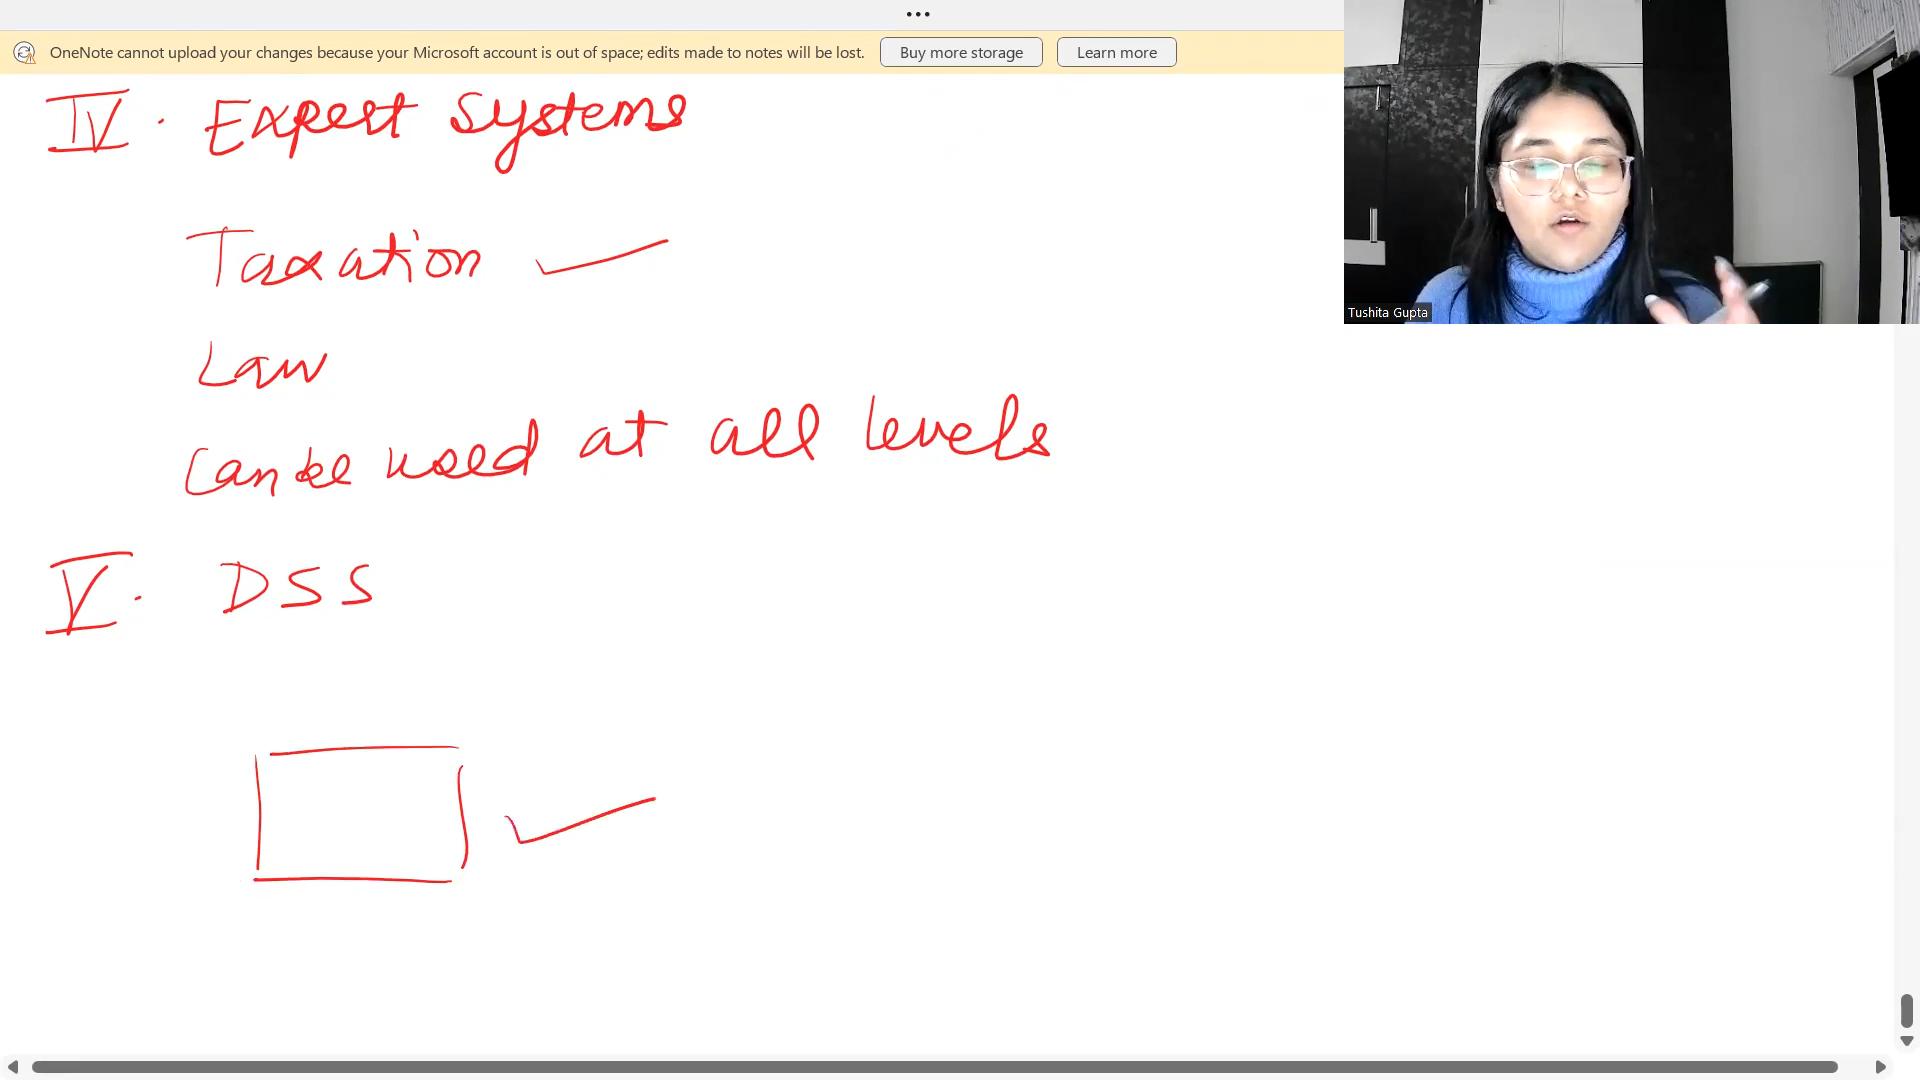 OneNote cannot upload your changes because your Microsoft account is out of space; edits made to notes will be lost. Buy more storage Learn more
IV. Expert Systems
Tushita Gupta
Taxation
Law
Can be used at all levels
V. DSS